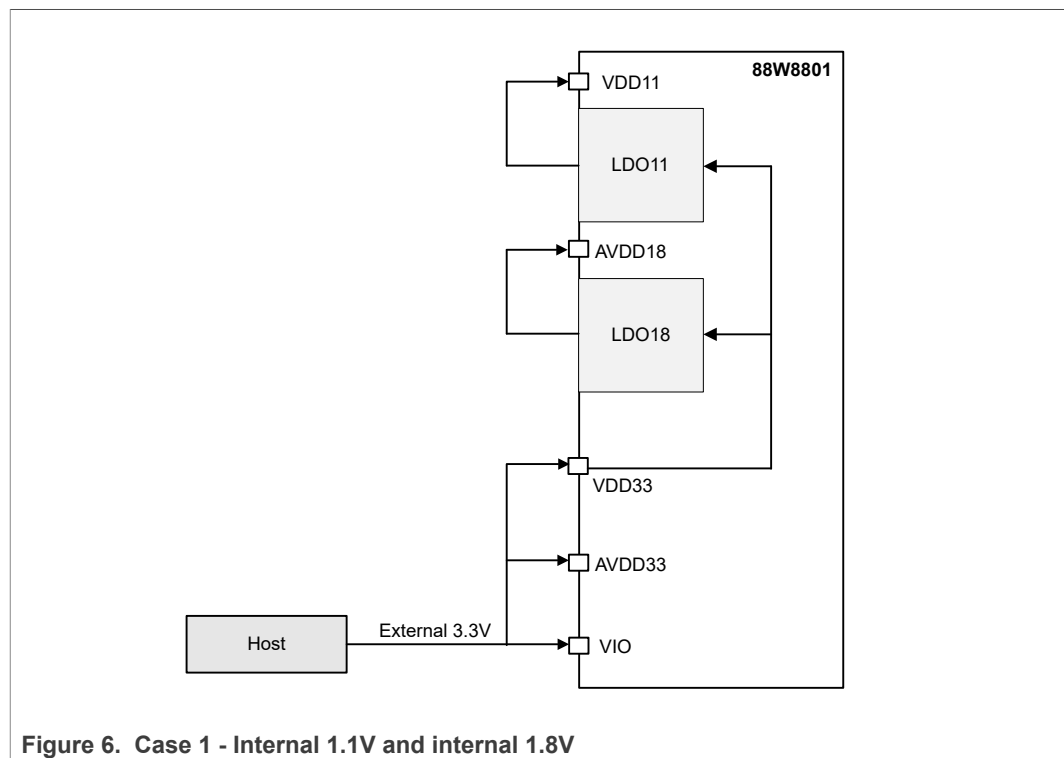 88W8801
VDD11
LDO11
AVDD18
LDO18
VDD33
AVDD33
Host
External 3.3V
VIO
Figure 6. Case 1 - Internal 1.1V and internal 1.8V